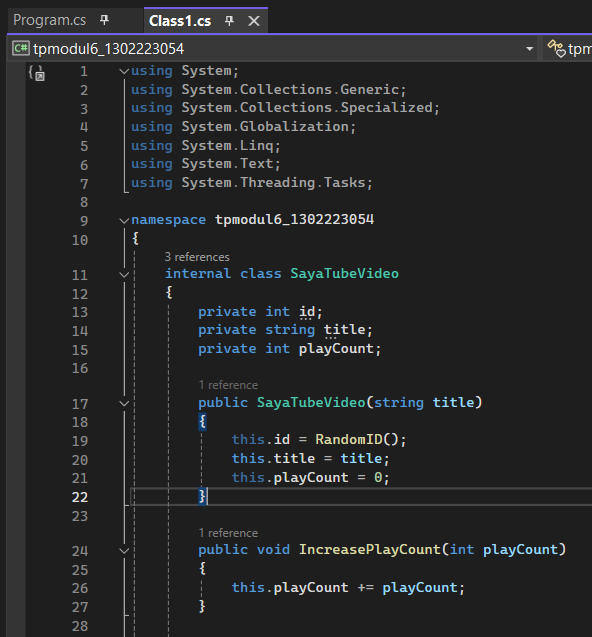 Program.cs
Class1.cs
C# tpmodul6_1302223054
tpm
1 using System;
2 using System.Collections.Generic;
3 using System.Collections.Specialized;
4 using System.Globalization;
5 using System.Linq;
6 using System.Text;
7 using System.Threading.Tasks;
8
9 namespace tpmodul6_1302223054
10 {
3 references
11 internal class SayaTubeVideo
12 {
13 private int id;
14 private string title;
15 private int playCount;
16
1 reference
17 public SayaTubeVideo(string title)
18 {
19 this.id = RandomID();
20 this.title = title;
21 this.playCount = 0;
22 }
23
1 reference
24 public void IncreasePlayCount(int playCount)
25 {
26 this.playCount += playCount;
27 }
28